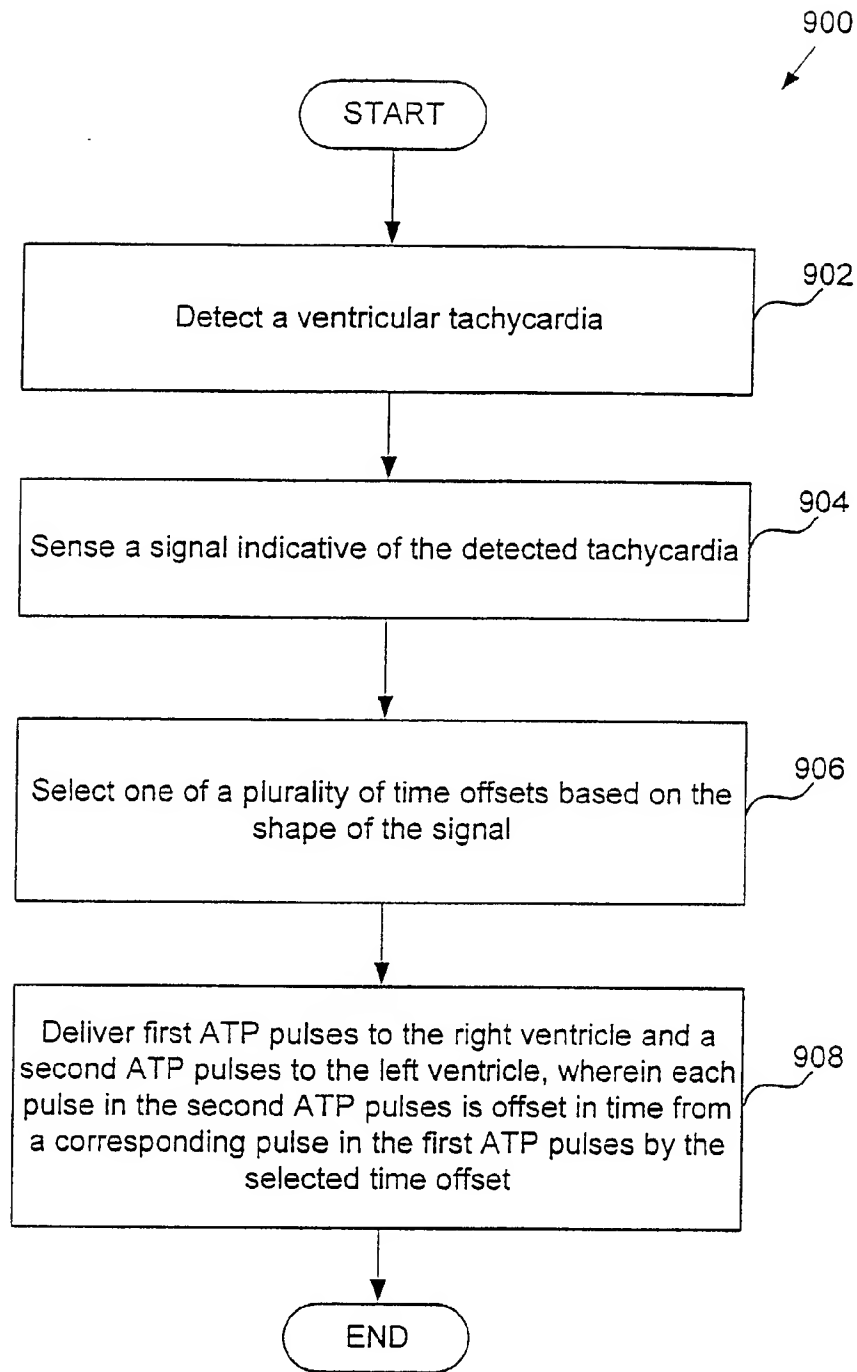 900
START
902
Detect a ventricular tachycardia
904
Sense a signal indicative of the detected tachycardia
906
Select one of a plurality of time offsets based on the
shape of the signal
Deliver first ATP pulses to the right ventricle and a
second ATP pulses to the left ventricle, wherein each
pulse in the second ATP pulses is offset in time from
a corresponding pulse in the first ATP pulses by the
selected time offset
908
END